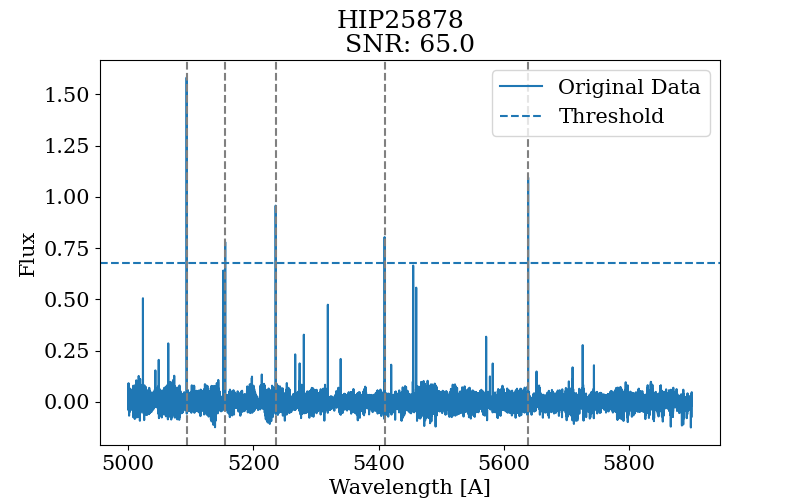 HIP25878
SNR: 65.0
Original Data
Threshold
1.50
1.25
1.00
0.75
0.50
0.25
0.00
Flux
5000 5200 5400 5600 5800
Wavelength [A]